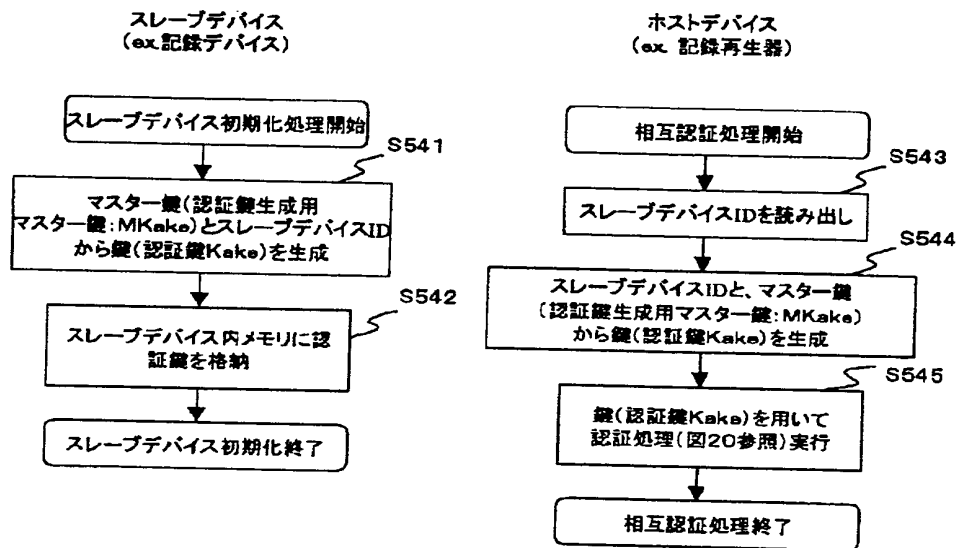 スレーブデバイス
(ex.記録デバイス)
スレーブデバイス初期化処理開始
S541
マスター鍵(認証鍵生成用
マスター鍵:MKake)とスレーブデバイスID
から鍵(認証鍵Kake)を生成
S542
スレーブデバイス内メモリに認
証鍵を格納
スレーブデバイス初期化終了
ホストデバイス
(ex. 記録再生器)
相互認証処理開始
S543
スレーブデバイスIDを読み出し
S544
スレーブデバイスIDと、マスター鍵
(認証鍵生成用マスター鍵:MKake)
から鍵(認証鍵Kake)を生成
S545
鍵(認証鍵Kake)を用いて
認証処理(図20参照)実行
相互認証処理終了